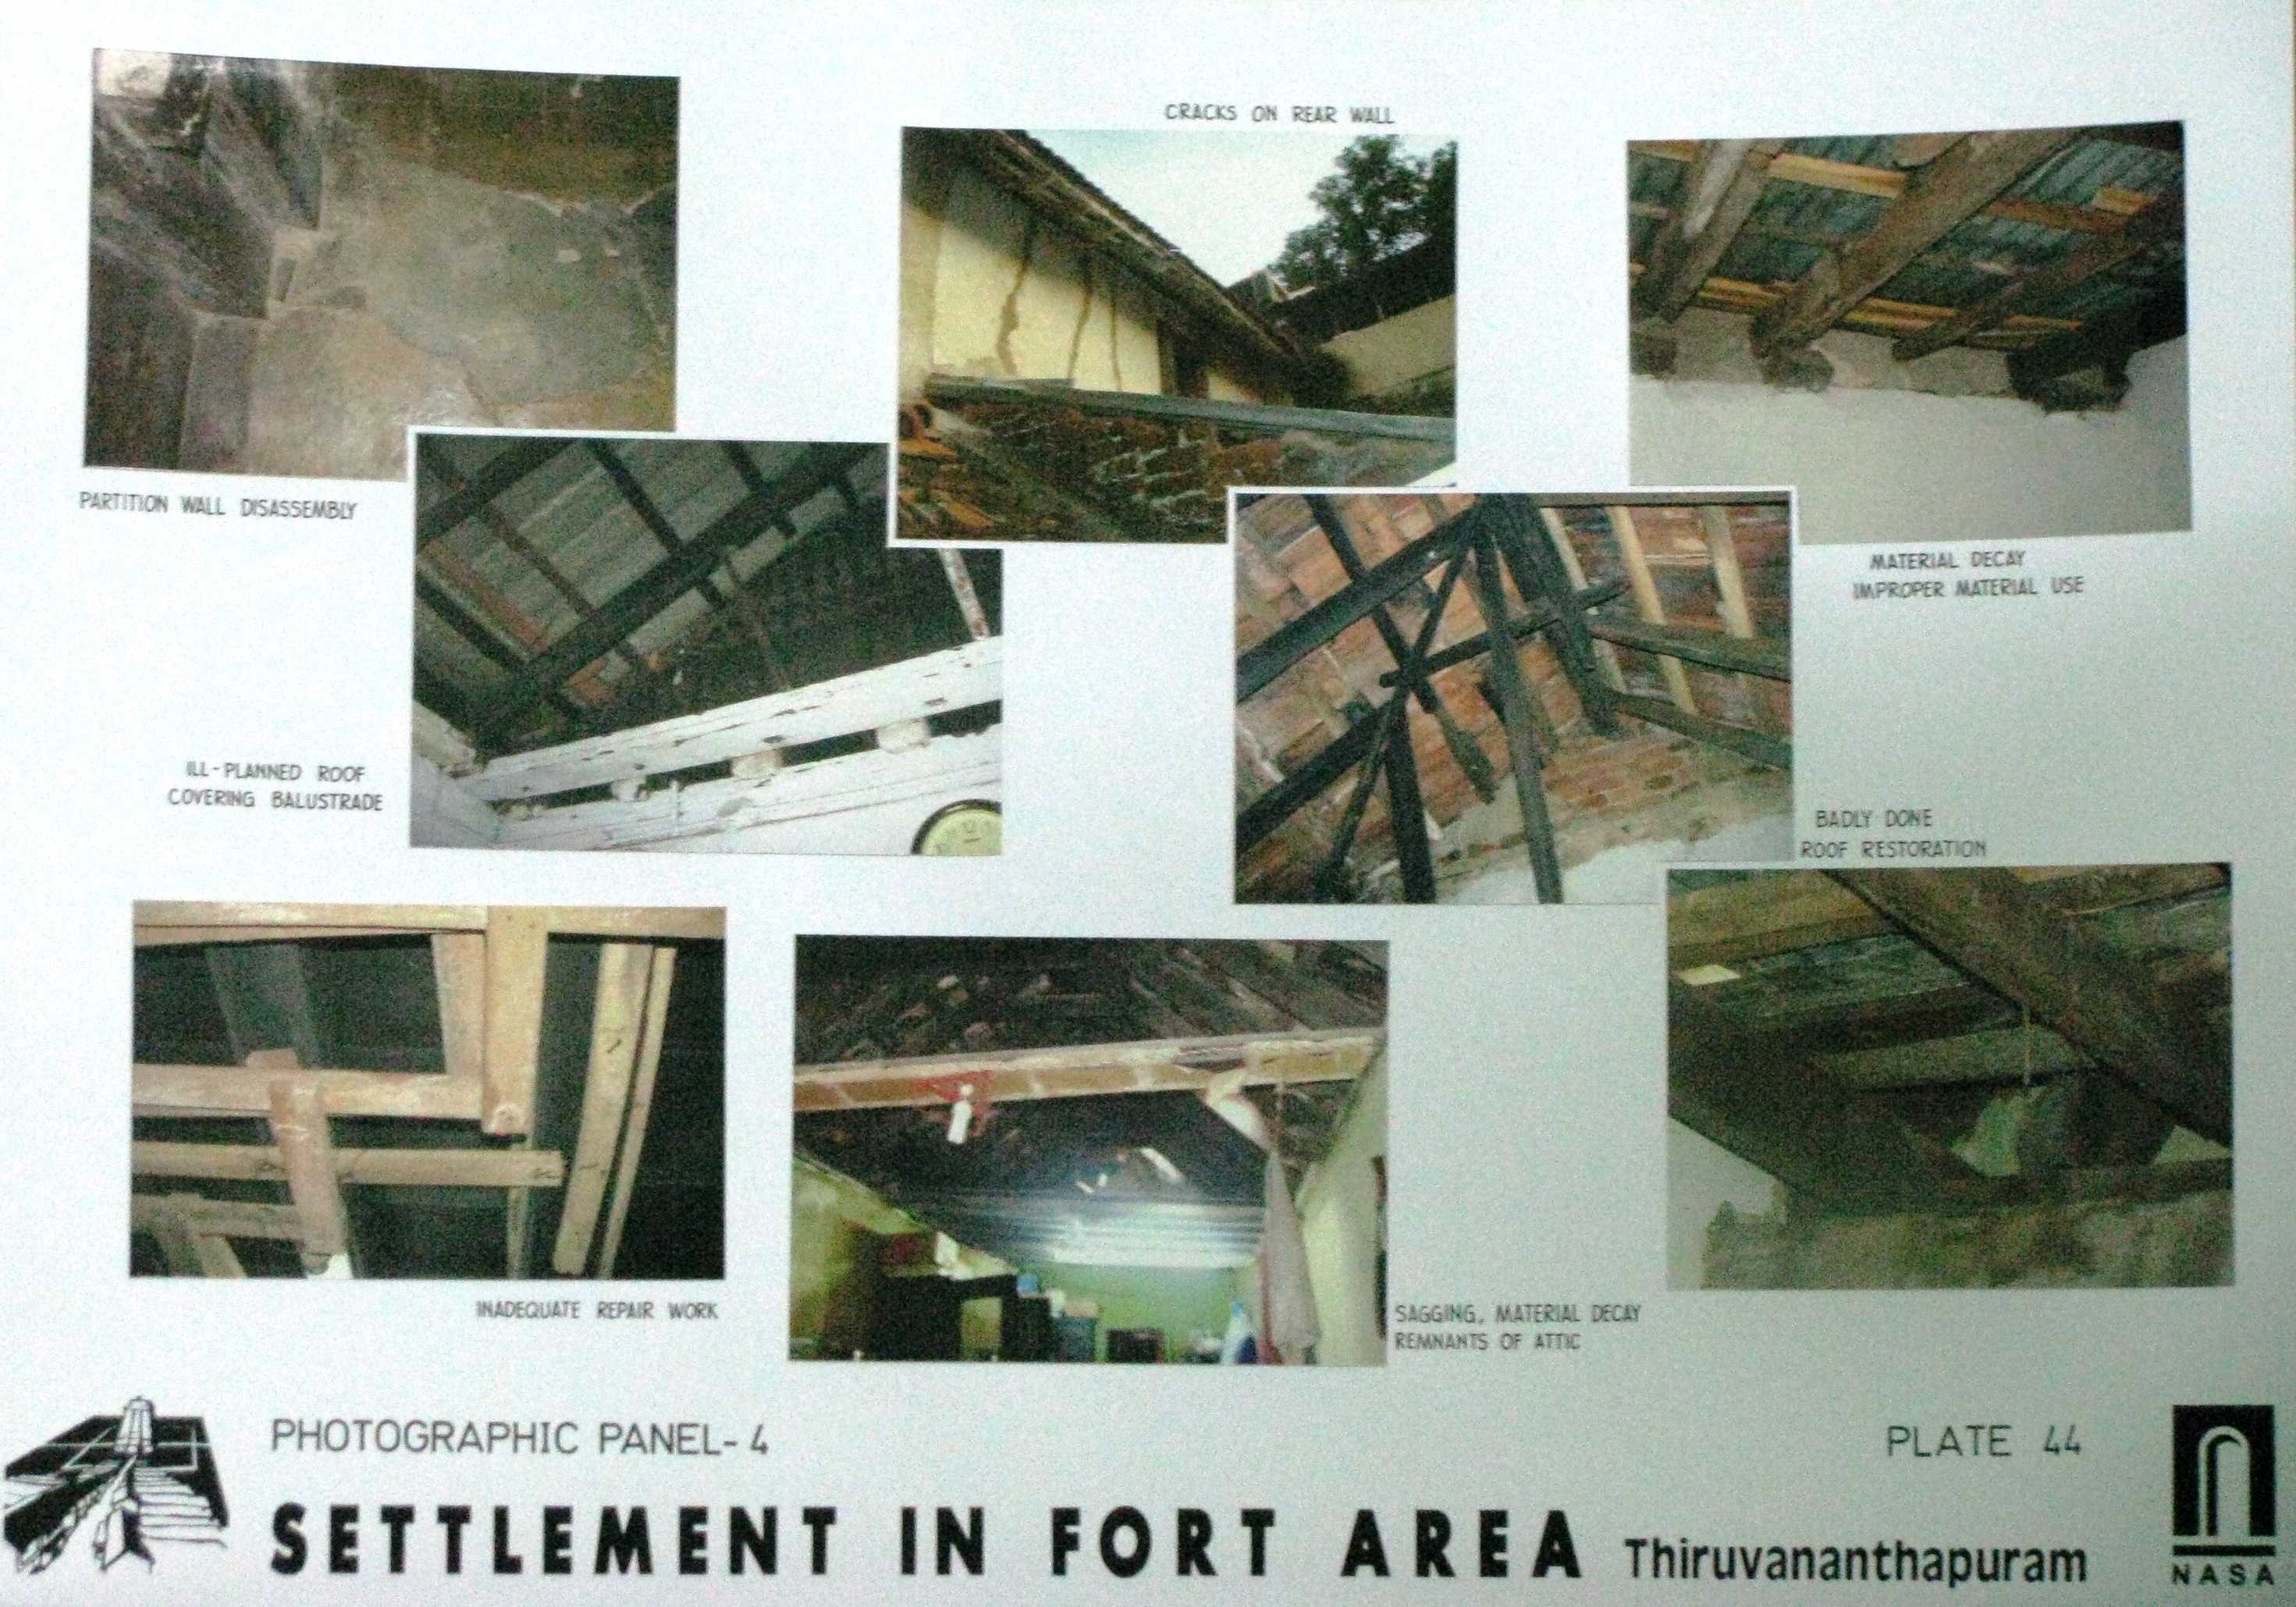 CRACKS ON REAR WALL
PARTITION WALL DISASSEMBLY
MATERIAL DECAY
IMPROPER MATERIAL USE
ILL-PLANNED ROOF
COVERING BALUSTRADE
BADLY DONE
ROOF RESTORATION
INADEQUATE REPAIR WORK
SAGGING, MATERIAL DECAY
REMNANTS OF ATTIC
PHOTOGRAPHIC PANEL-4
PLATE 44
SETTLEMENT IN FORT AREA Thiruvananthapuram
NASA